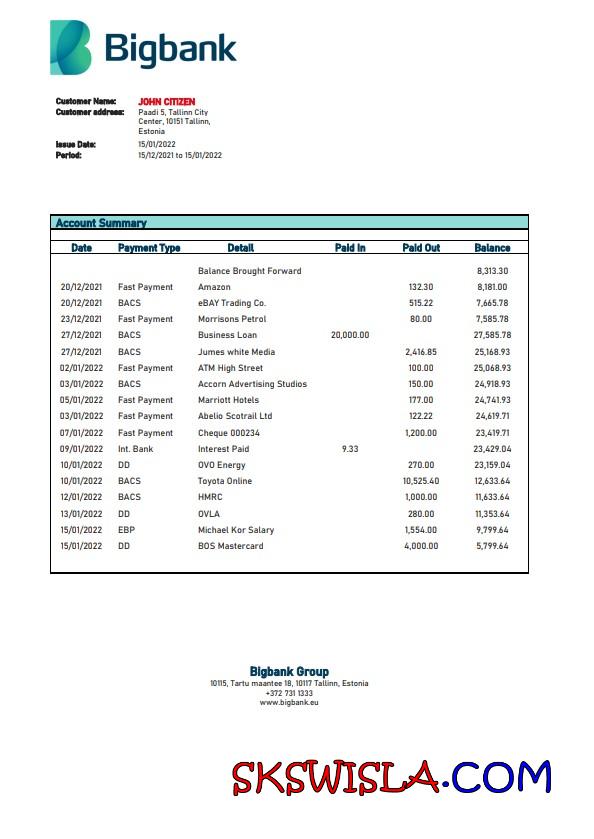 Bigbank
Customer Name: JOHN CITIZEN
Customer address: Paadi 5, Tallinn City
Center, 10151 Tallinn,
Estonia
Issue Date: 15/01/2022
Period: 15/12/2021 to 15/01/2022
Account Summary
Date Payment Type Detail Paid In Paid Out Balance
Balance Brought Forward 8,313.30
20/12/2021 Fast Payment Amazon 132.30 8,181.00
20/12/2021 BACS eBAY Trading Co. 515.22 7,665.78
23/12/2021 Fast Payment Morrisons Petrol 80.00 7,585.78
27/12/2021 BACS Business Loan 20,000.00 27,585.78
27/12/2021 BACS Jumes white Media 2,416.85 25,168.93
02/01/2022 Fast Payment ATM High Street 100.00 25,068.93
03/01/2022 BACS Accorn Advertising Studios 150.00 24,918.93
05/01/2022 Fast Payment Marriott Hotels 177.00 24,741.93
03/01/2022 Fast Payment Abelio Scotrail Ltd 122.22 24,619.71
07/01/2022 Fast Payment Cheque 000234 1,200.00 23,419.71
09/01/2022 Int. Bank Interest Paid 9.33 23,429.04
10/01/2022 DD OVO Energy 270.00 23,159.04
10/01/2022 BACS Toyota Online 10,525.40 12,633.64
12/01/2022 BACS HMRC 1,000.00 11,633.64
13/01/2022 DD OVLA 280.00 11,353.64
15/01/2022 EBP Michael Kor Salary 1,554.00 9,799.64
15/01/2022 DD BOS Mastercard 4,000.00 5,799.64
Bigbank Group
10115, Tartu maantee 18, 10117 Tallinn, Estonia
+372 731 1333
www.bigbank.eu
SKSWISLA.COM